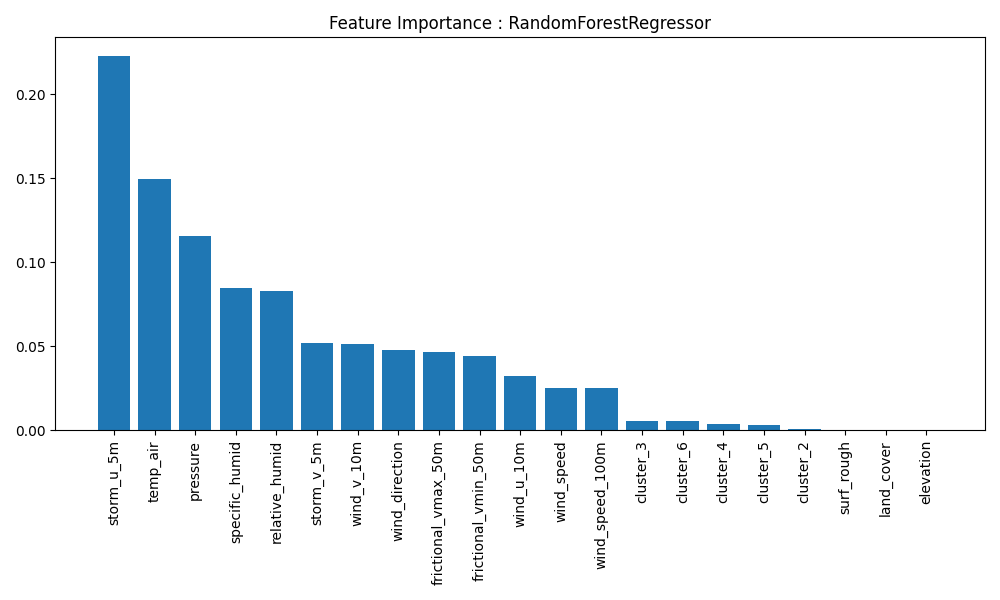 Feature Importance : RandomForestRegressor
0.20
0.15
0.10
0.05
0.00
storm_u_5m
temp_air
pressure
specific_humid
relative_humid
storm_v_5m
wind_v_10m
wind_direction
frictional_vmax_50m
frictional_vmin_50m
wind_u_10m
wind_speed
wind_speed_100m
cluster_3
cluster_6
cluster_4
cluster_5
cluster_2
surf_rough
land_cover
elevation